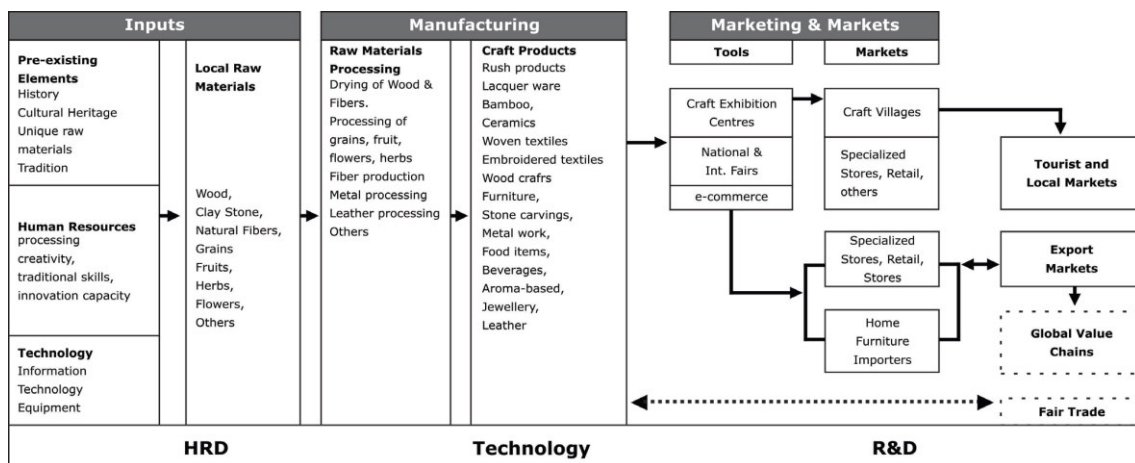 Inputs
Pre-existing
Elements
History
Cultural Heritage
Unique raw
materials
Tradition
Human Resources
processing
creativity,
traditional skills,
innovation capacity
Technology
Information
Technology
Equipment
Local Raw
Materials
Wood,
Clay Stone,
Natural Fibers,
Grains
Fruits,
Herbs,
Flowers,
Others
Manufacturing
Raw Materials
Processing
Drying of Wood &
Fibers.
Processing of
grains, fruit,
flowers, herbs
Fiber production
Metal processing
Leather processing
Others
Craft Products
Rush products
Lacquer ware
Bamboo,
Ceramics
Woven textiles
Embroidered textiles
Wood crafrs
Furniture,
Stone carvings,
Metal work,
Food items,
Beverages,
Aroma-based,
Jewellery,
Leather
Marketing & Markets
Tools
Craft Exhibition
Centres
National &
Int. Fairs
e-commerce
Markets
Craft Villages
Specialized
Stores, Retail,
others
Specialized
Stores, Retail,
Stores
Home
Furniture
Importers
Tourist and
Local Markets
Export
Markets
Global Value
Chains
Fair Trade
HRD
Technology
R&D